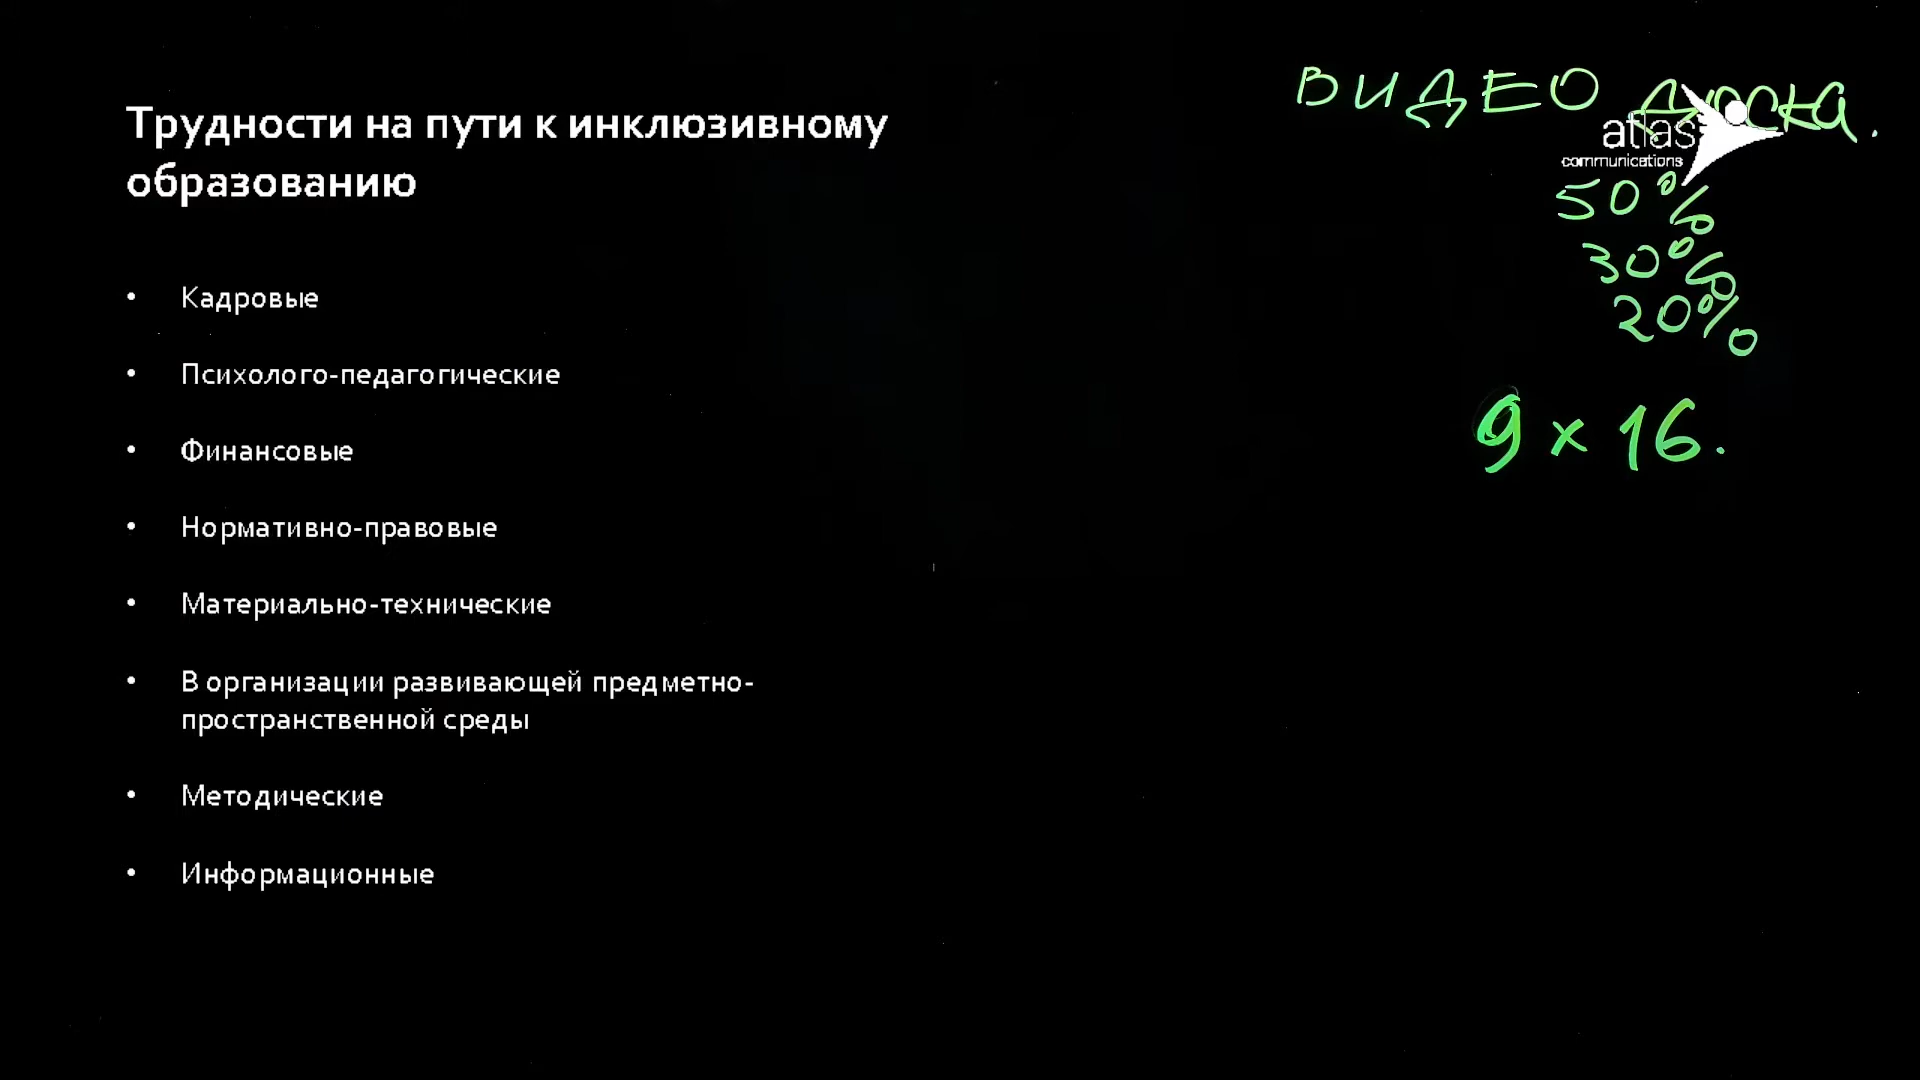 Трудности на пути к инклюзивному
образованию
• Кадровые
• Психолого-педагогические
• Финансовые
• Нормативно-правовые
• Материально-технические
• В организации развивающей предметно-
пространственной среды
• Методические
• Информационные
ВИДЕО доска.
atlas
communications
50%
30%
20%
9 x 16.